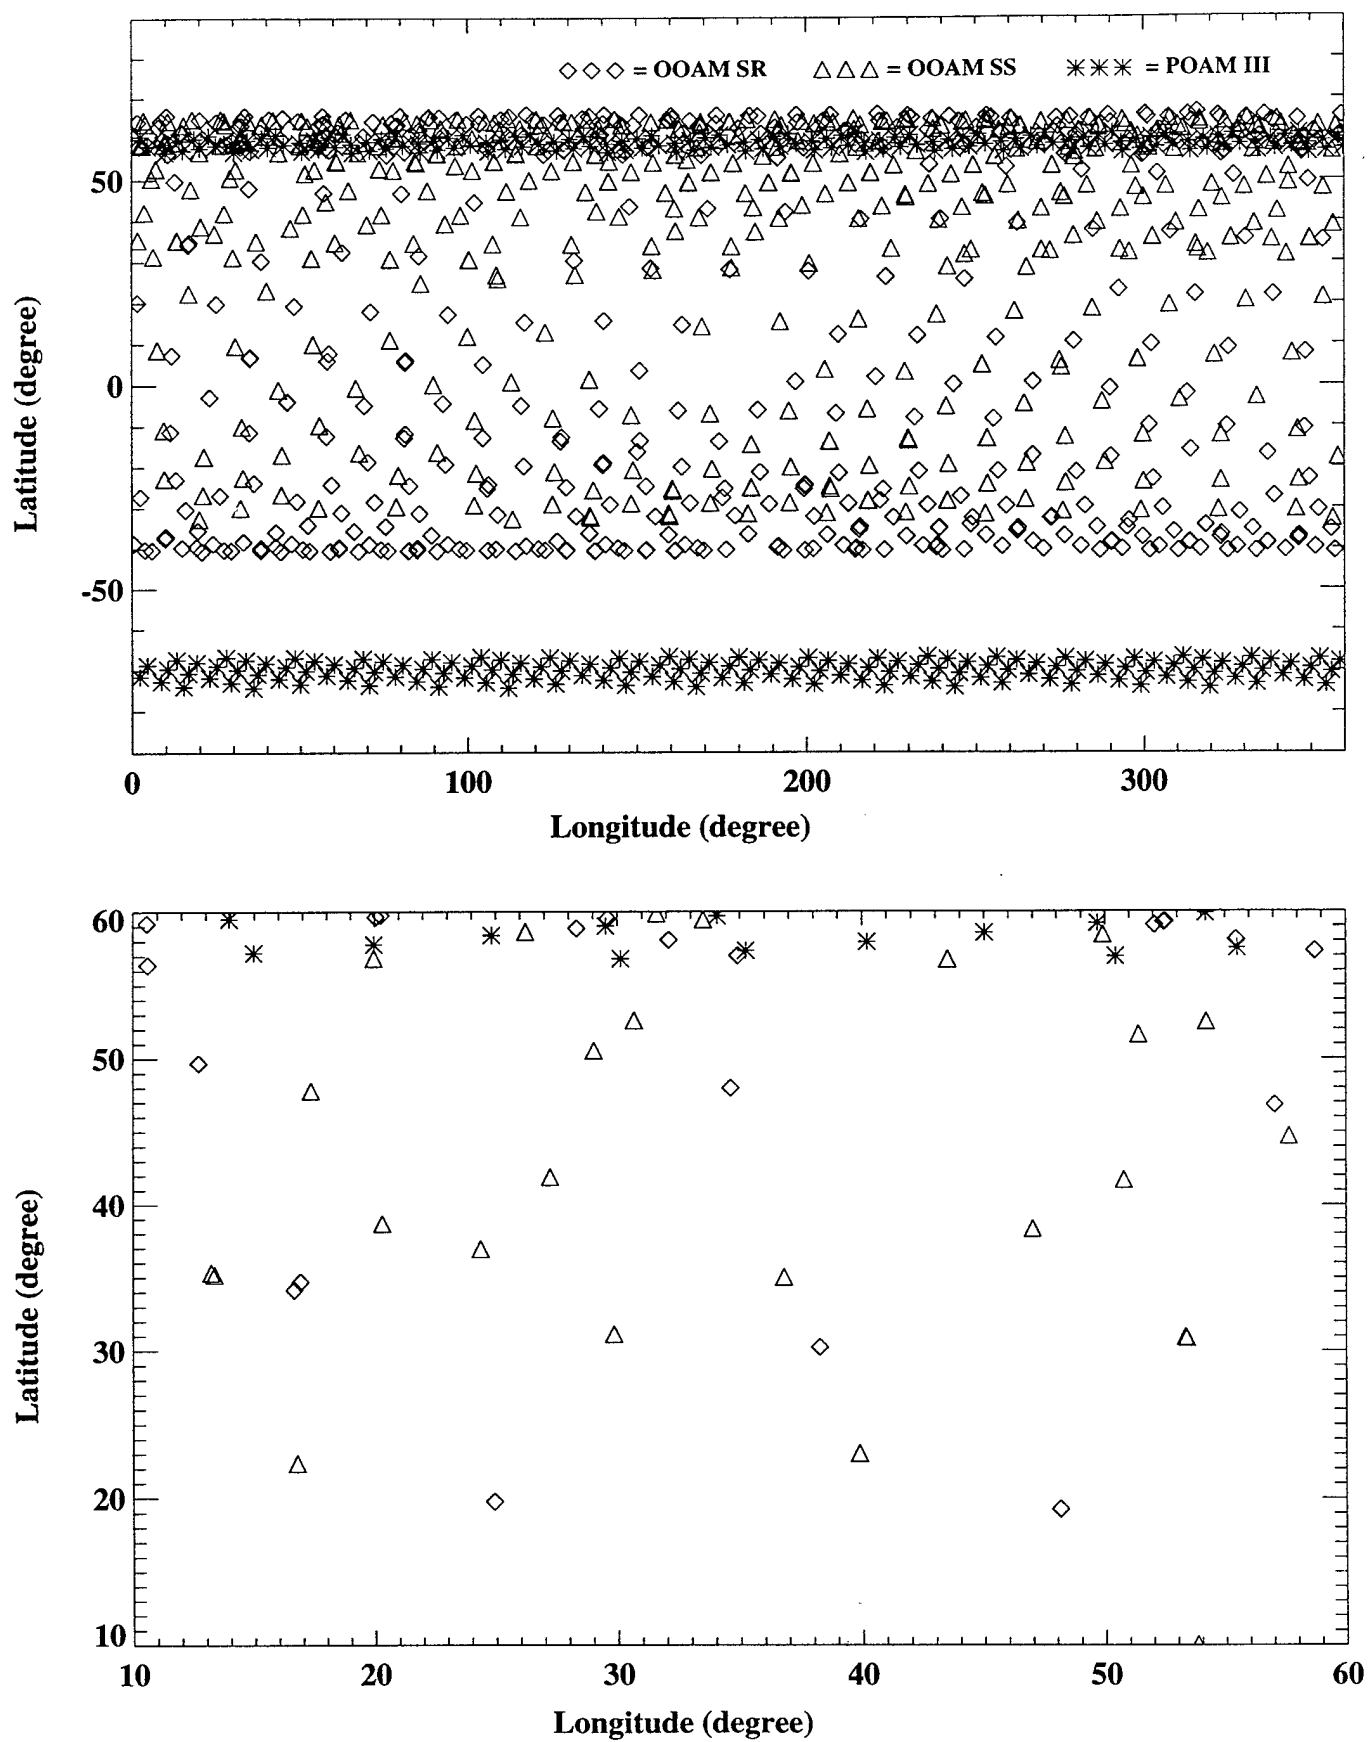 ◇◇◇ = OOAM SR △△△ = OOAM SS ✳✳✳ = POAM III
50
0
-50
Latitude (degree)
0 100 200 300
Longitude (degree)
60
50
40
30
20
10
Latitude (degree)
10 20 30 40 50 60
Longitude (degree)